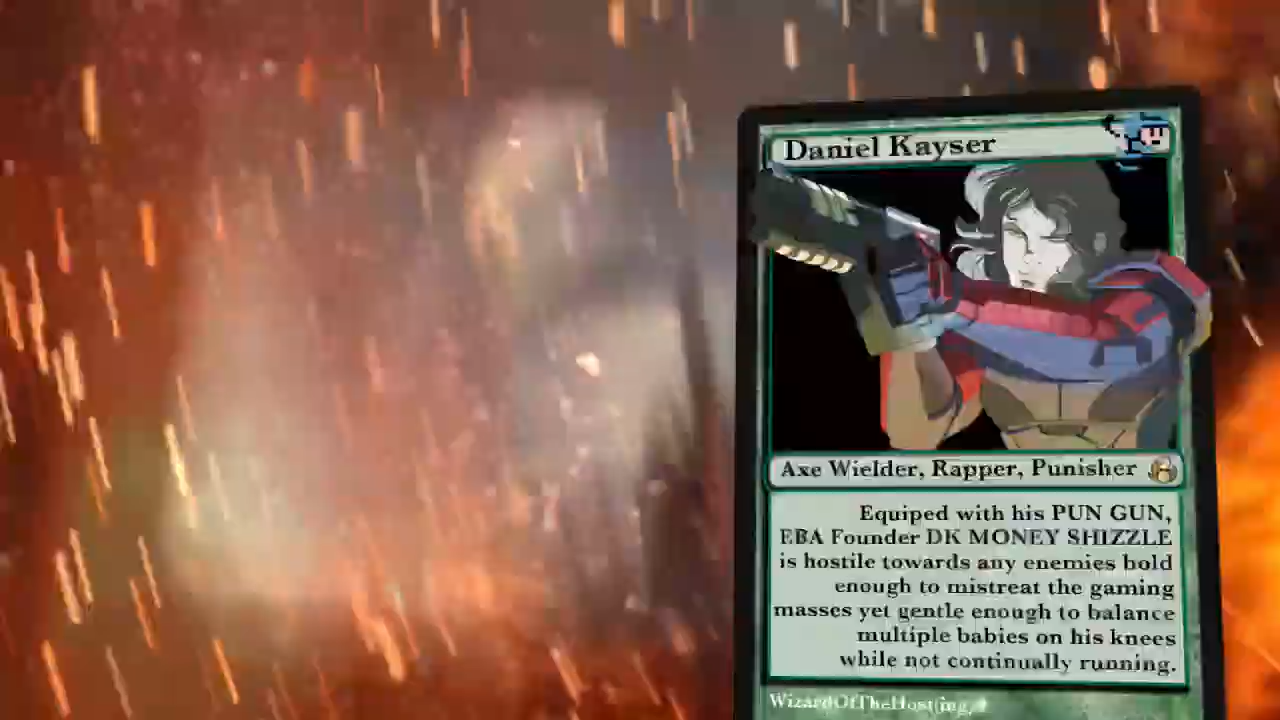 Daniel Kayser
Axe Wielder, Rapper, Punisher
Equiped with his PUN GUN,
EBA Founder DK MONEY SHIZZLE
is hostile towards any enemies bold
enough to mistreat the gaming
masses yet gentle enough to balance
multiple babies on his knees
while not continually running.
WizardOfTheHosting,